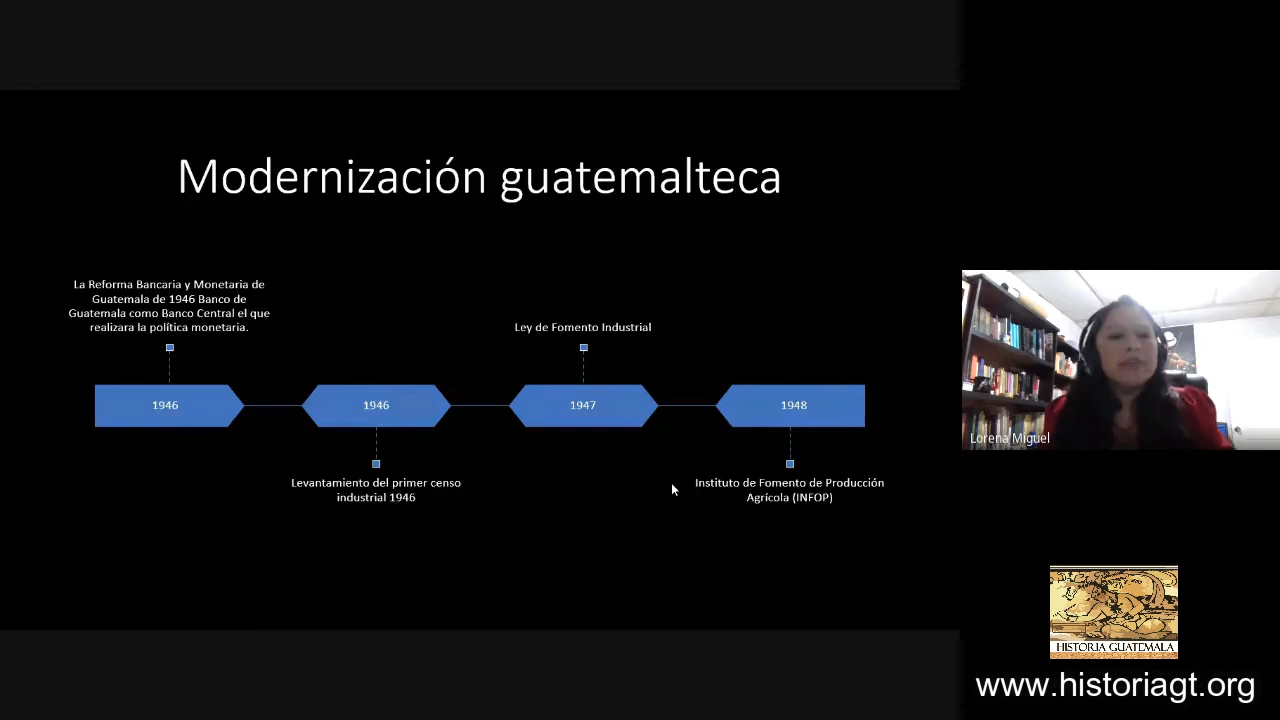 Modernización guatemalteca
La Reforma Bancaria y Monetaria de
Guatemala de 1946 Banco de
Guatemala como Banco Central el que
realizara la política monetaria.
Ley de Fomento Industrial
1946
1946
1947
1948
Levantamiento del primer censo
industrial 1946
Instituto de Fomento de Producción
Agrícola (INFOP)
Lorena Miguel
HISTORIA GUATEMALA
www.historiagt.org